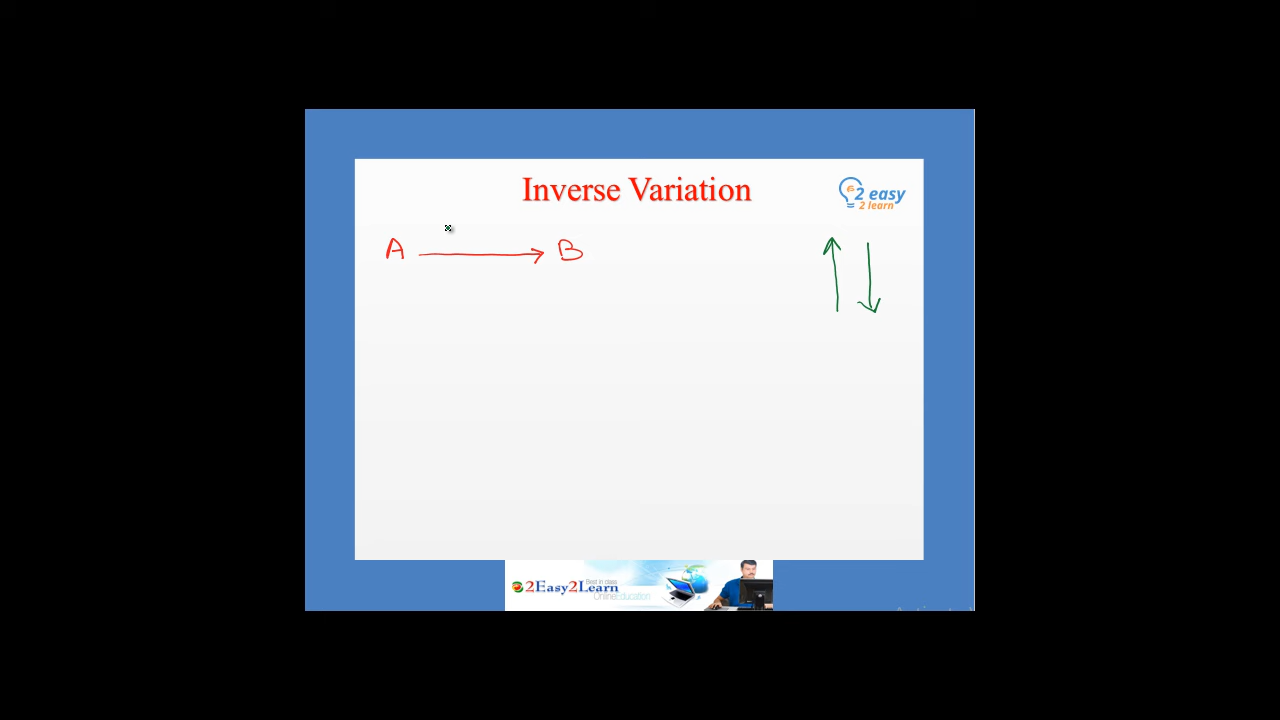 Inverse Variation
2 easy
2 learn
A B
2Easy2Learn
Best in class
Online Education